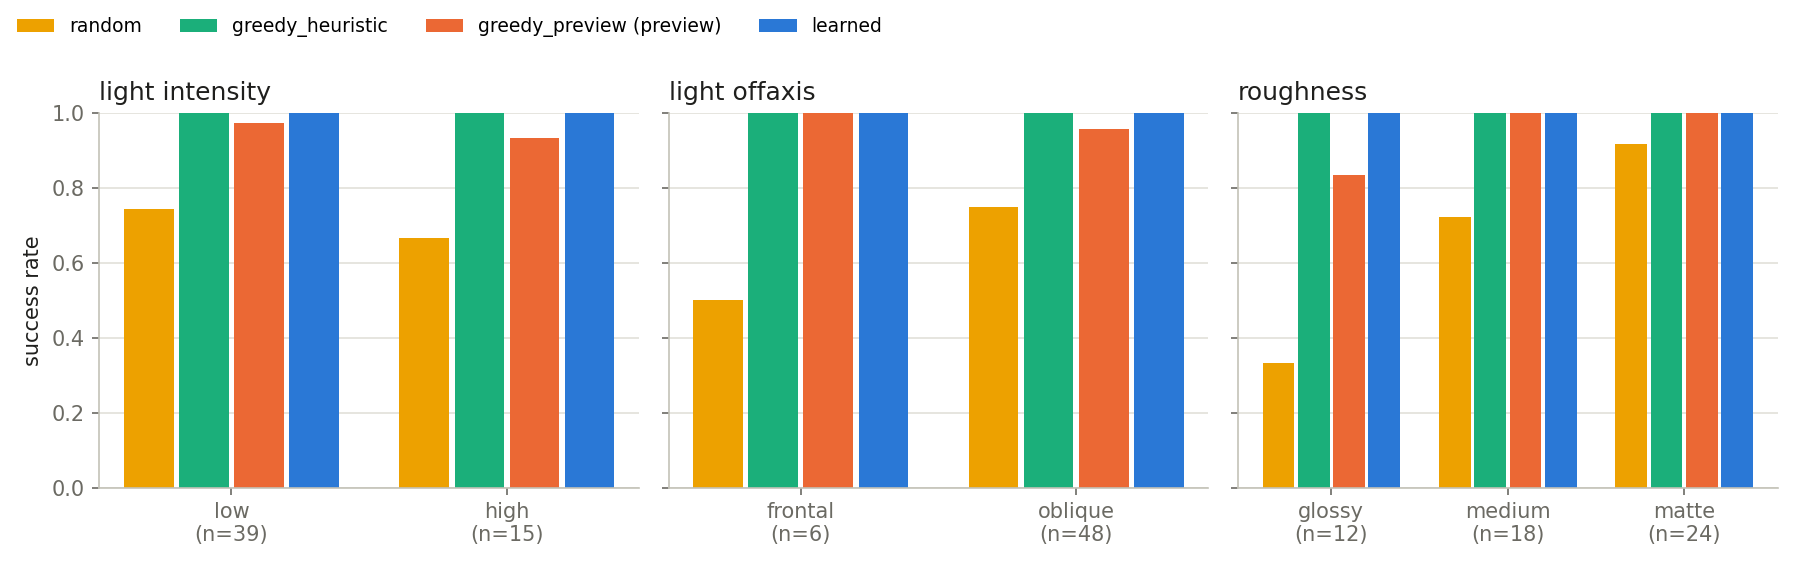 random greedy_heuristic greedy_preview (preview) learned
light intensity
light offaxis
roughness
success rate
1.0
0.8
0.6
0.4
0.2
0.0
low
(n=39)
high
(n=15)
frontal
(n=6)
oblique
(n=48)
glossy
(n=12)
medium
(n=18)
matte
(n=24)